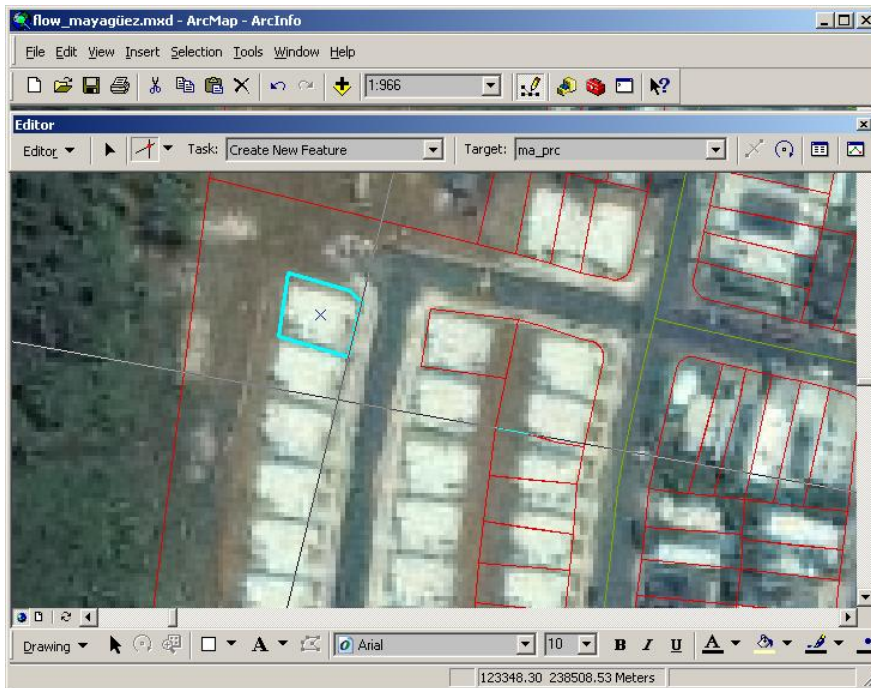 flow_mayagüez.mxd - ArcMap - ArcInfo
File Edit View Insert Selection Tools Window Help
1:966
Editor
Editor Task: Create New Feature Target: ma_prc
Drawing A Arial 10 B I U A
123348.30 238508.53 Meters